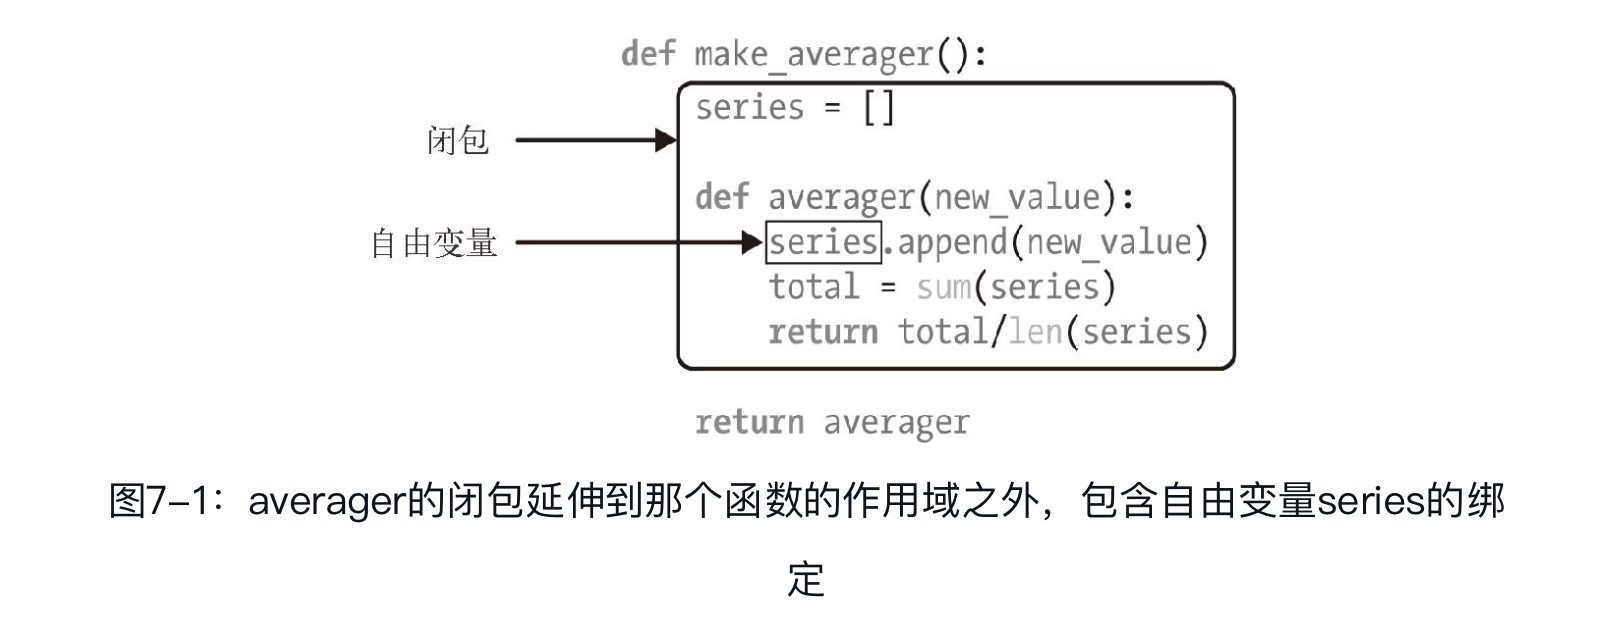 def make_averager():
series = []
闭包
def averager(new_value):
自由变量
series.append(new_value)
total = sum(series)
return total/len(series)
return averager
图7-1：averager的闭包延伸到那个函数的作用域之外，包含自由变量series的绑
定